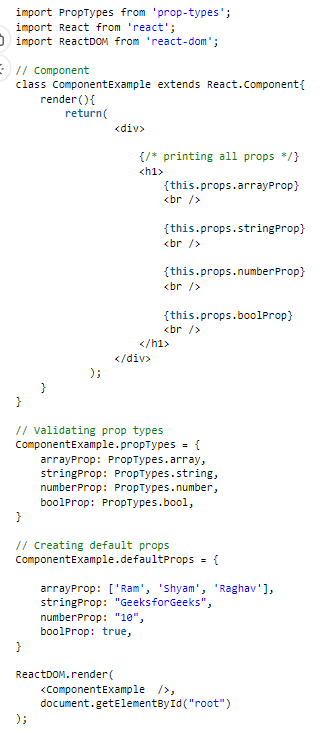 import PropTypes from 'prop-types';
import React from 'react';
import ReactDOM from 'react-dom';

// Component
class ComponentExample extends React.Component{
    render(){
        return(
                <div>

                    {/* printing all props */}
                    <h1>
                        {this.props.arrayProp}
                        <br />

                        {this.props.stringProp}
                        <br />

                        {this.props.numberProp}
                        <br />

                        {this.props.boolProp}
                        <br />
                    </h1>
                </div>
            );
    }
}

// Validating prop types
ComponentExample.propTypes = {
    arrayProp: PropTypes.array,
    stringProp: PropTypes.string,
    numberProp: PropTypes.number,
    boolProp: PropTypes.bool,
}

// Creating default props
ComponentExample.defaultProps = {

    arrayProp: ['Ram', 'Shyam', 'Raghav'],
    stringProp: "GeeksforGeeks",
    numberProp: "10",
    boolProp: true,
}

ReactDOM.render(
    <ComponentExample  />,
    document.getElementById("root")
);